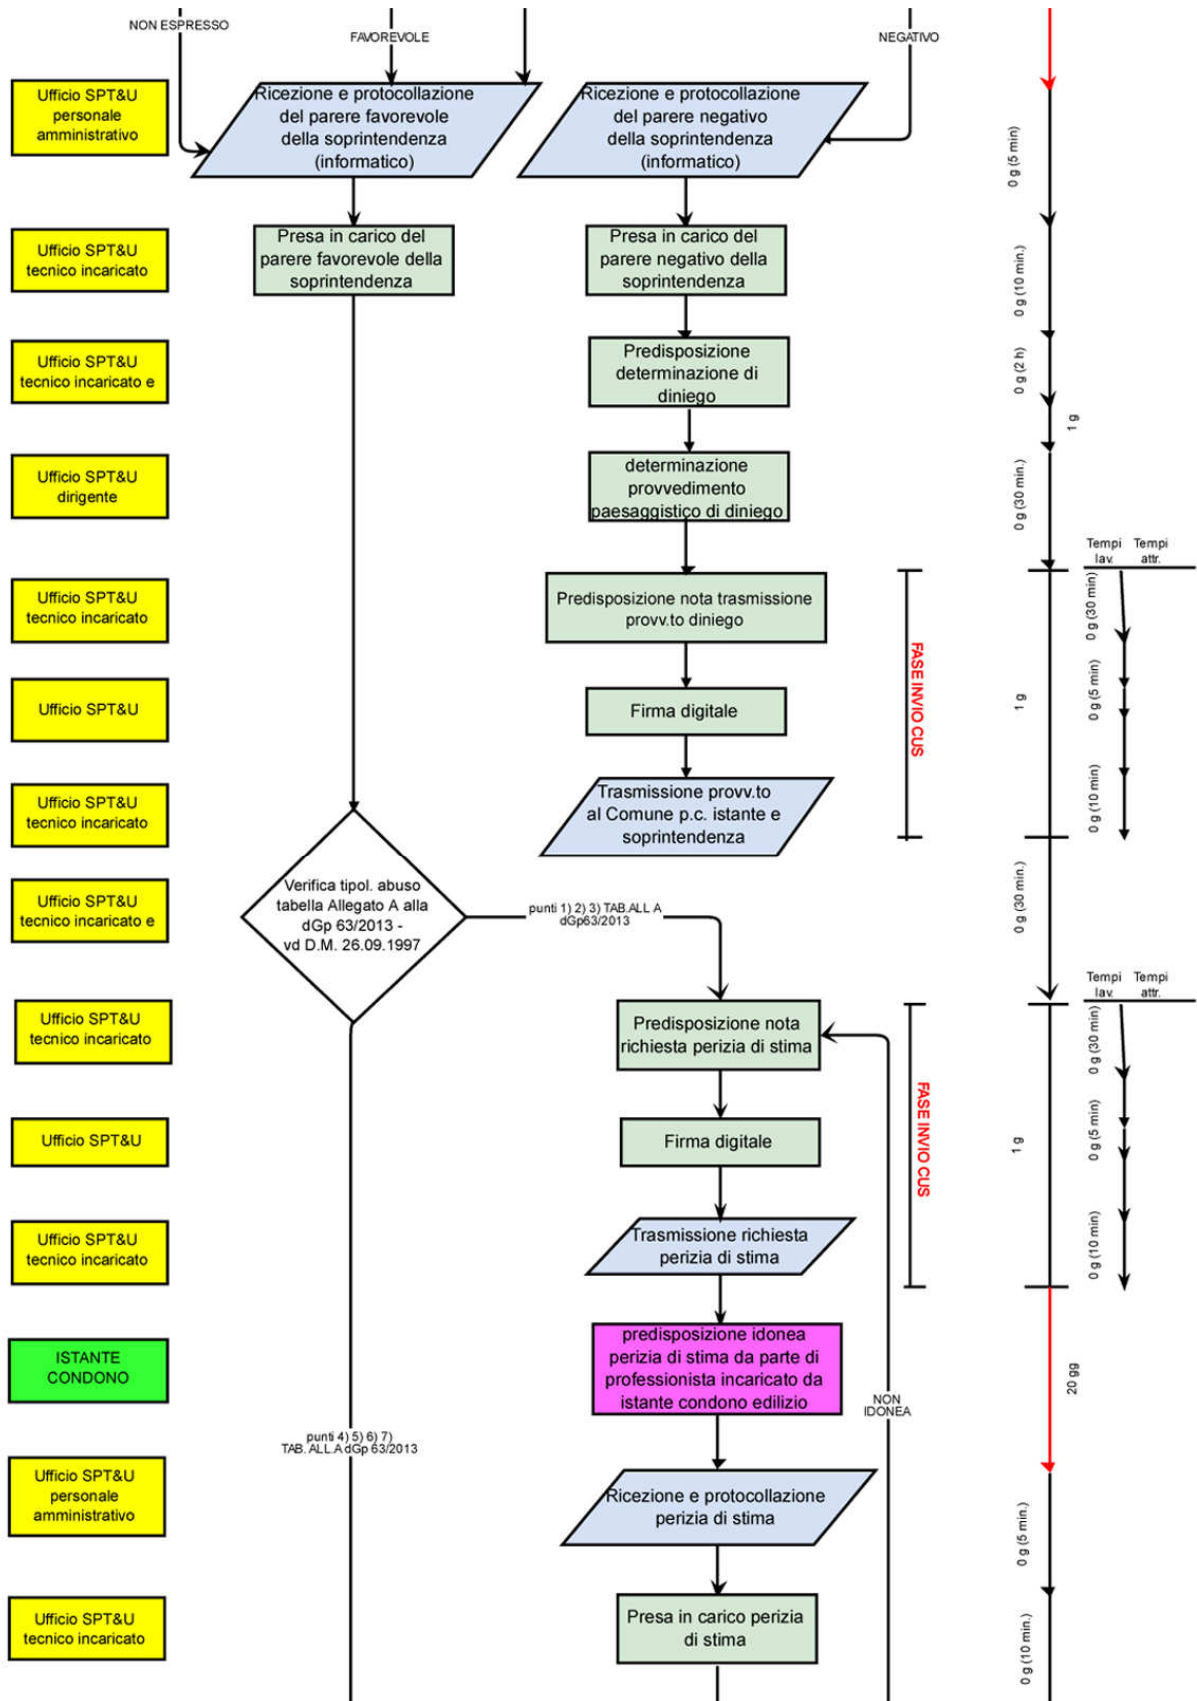 NON ESPRESSO
FAVOREVOLE
NEGATIVO
Ufficio SPT&U
personale
amministrativo
Ricezione e protocollazione
del parere favorevole
della soprintendenza
(informatico)
Ricezione e protocollazione
del parere negativo
della soprintendenza
(informatico)
0 g (5 min)
Ufficio SPT&U
tecnico incaricato
Presa in carico del
parere favorevole della
soprintendenza
Presa in carico del
parere negativo della
soprintendenza
0 g (10 min.)
Ufficio SPT&U
tecnico incaricato e
Predisposizione
determinazione di
diniego
0 g (2 h)
1 g
Ufficio SPT&U
dirigente
determinazione
provvedimento
paesaggistico di diniego
0 g (30 min.)
Tempi
lav.
Tempi
attr.
Ufficio SPT&U
tecnico incaricato
Predisposizione nota trasmissione
provv.to diniego
0 g (30 min)
Ufficio SPT&U
Firma digitale
FASE INVIO CUS
1 g
0 g (5 min)
Ufficio SPT&U
tecnico incaricato
Trasmissione provv.to
al Comune p.c. istante e
soprintendenza
0 g (10 min)
Ufficio SPT&U
tecnico incaricato e
Verifica tipol. abuso
tabella Allegato A alla
dGp 63/2013 -
vd D.M. 26.09.1997
punti 1) 2) 3) TAB.ALL A
dGp63/2013
0 g (30 min.)
Tempi
lav.
Tempi
attr.
Ufficio SPT&U
tecnico incaricato
Predisposizione nota
richiesta perizia di stima
0 g (30 min)
Ufficio SPT&U
Firma digitale
FASE INVIO CUS
1 g
0 g (5 min)
Ufficio SPT&U
tecnico incaricato
Trasmissione richiesta
perizia di stima
0 g (10 min)
ISTANTE
CONDONO
predisposizione idonea
perizia di stima da parte di
professionista incaricato da
istante condono edilizio
NON
IDONEA
20 gg
punti 4) 5) 6) 7)
TAB. ALL.A dGp 63/2013
Ufficio SPT&U
personale
amministrativo
Ricezione e protocollazione
perizia di stima
0 g (5 min.)
Ufficio SPT&U
tecnico incaricato
Presa in carico perizia
di stima
0 g (10 min.)